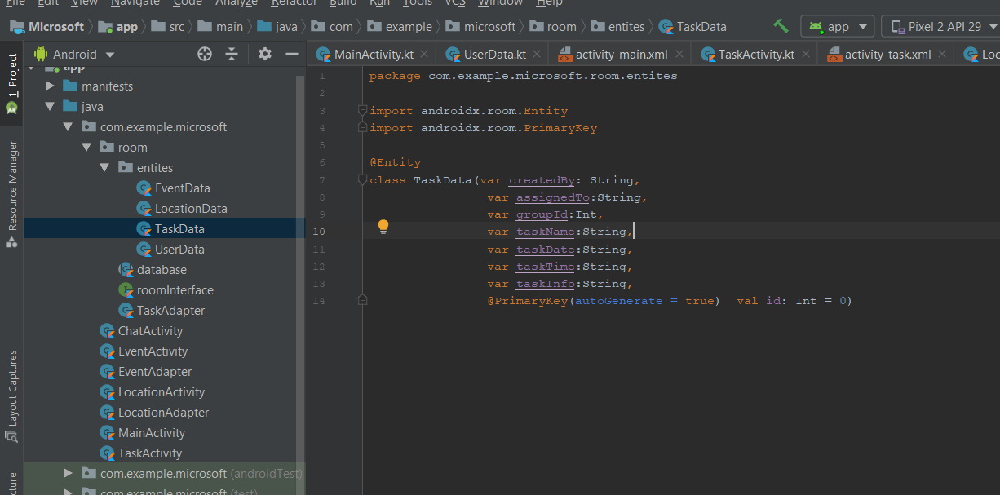 File Edit View Navigate Code Analyze Refactor Build Run Tools VCS Window Help
Microsoft app src main java com example microsoft room entites TaskData app Pixel 2 API 29
Android MainActivity.kt UserData.kt activity_main.xml TaskActivity.kt activity_task.xml
1: Project
Resource Manager
Layout Captures
app
manifests
java
com.example.microsoft
room
entites
EventData
LocationData
TaskData
UserData
database
roomInterface
TaskAdapter
ChatActivity
EventActivity
EventAdapter
LocationActivity
LocationAdapter
MainActivity
TaskActivity
com.example.microsoft (androidTest)
com.example.microsoft (test)
1 package com.example.microsoft.room.entites
2
3 import androidx.room.Entity
4 import androidx.room.PrimaryKey
5
6 @Entity
7 class TaskData(var createdBy: String,
8 var assignedTo:String,
9 var groupId:Int,
10 var taskName:String,
11 var taskDate:String,
12 var taskTime:String,
13 var taskInfo:String,
14 @PrimaryKey(autoGenerate = true)  val id: Int = 0)